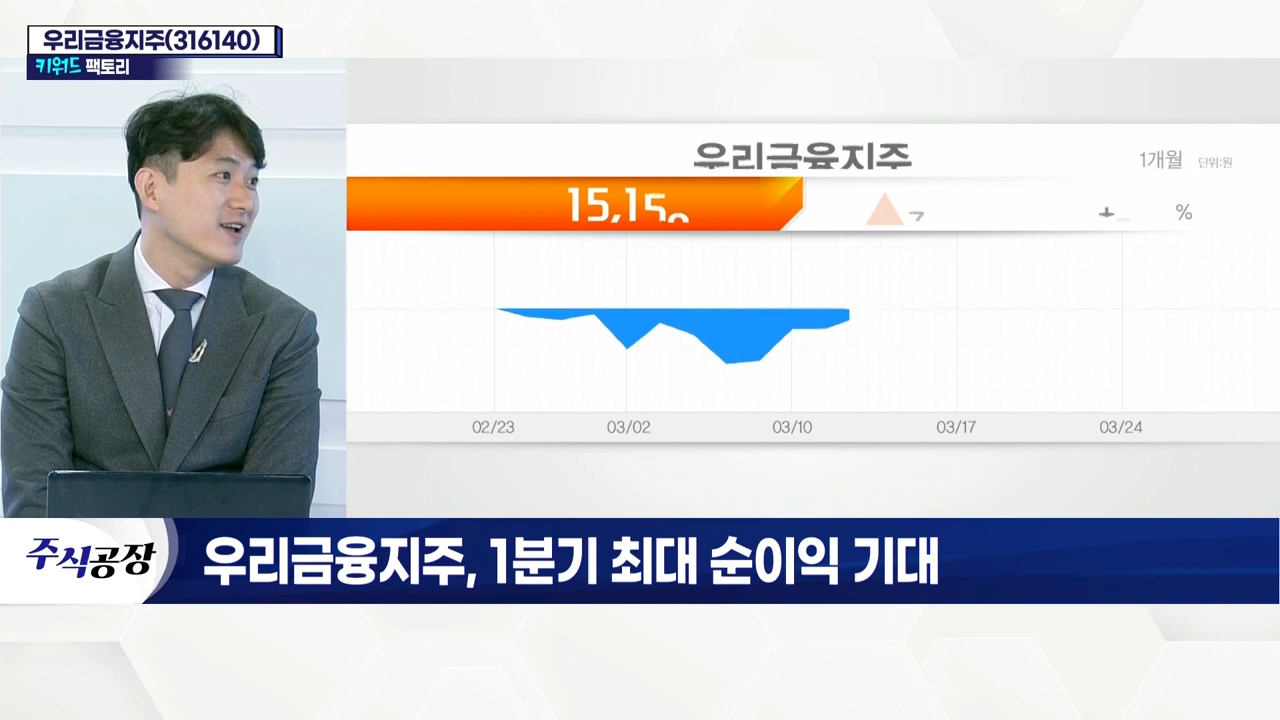 우리금융지주(316140)
키워드 팩토리
우리금융지주
1개월 단위:원
%
02/23 03/02 03/10 03/17 03/24
주식공장
우리금융지주, 1분기 최대 순이익 기대